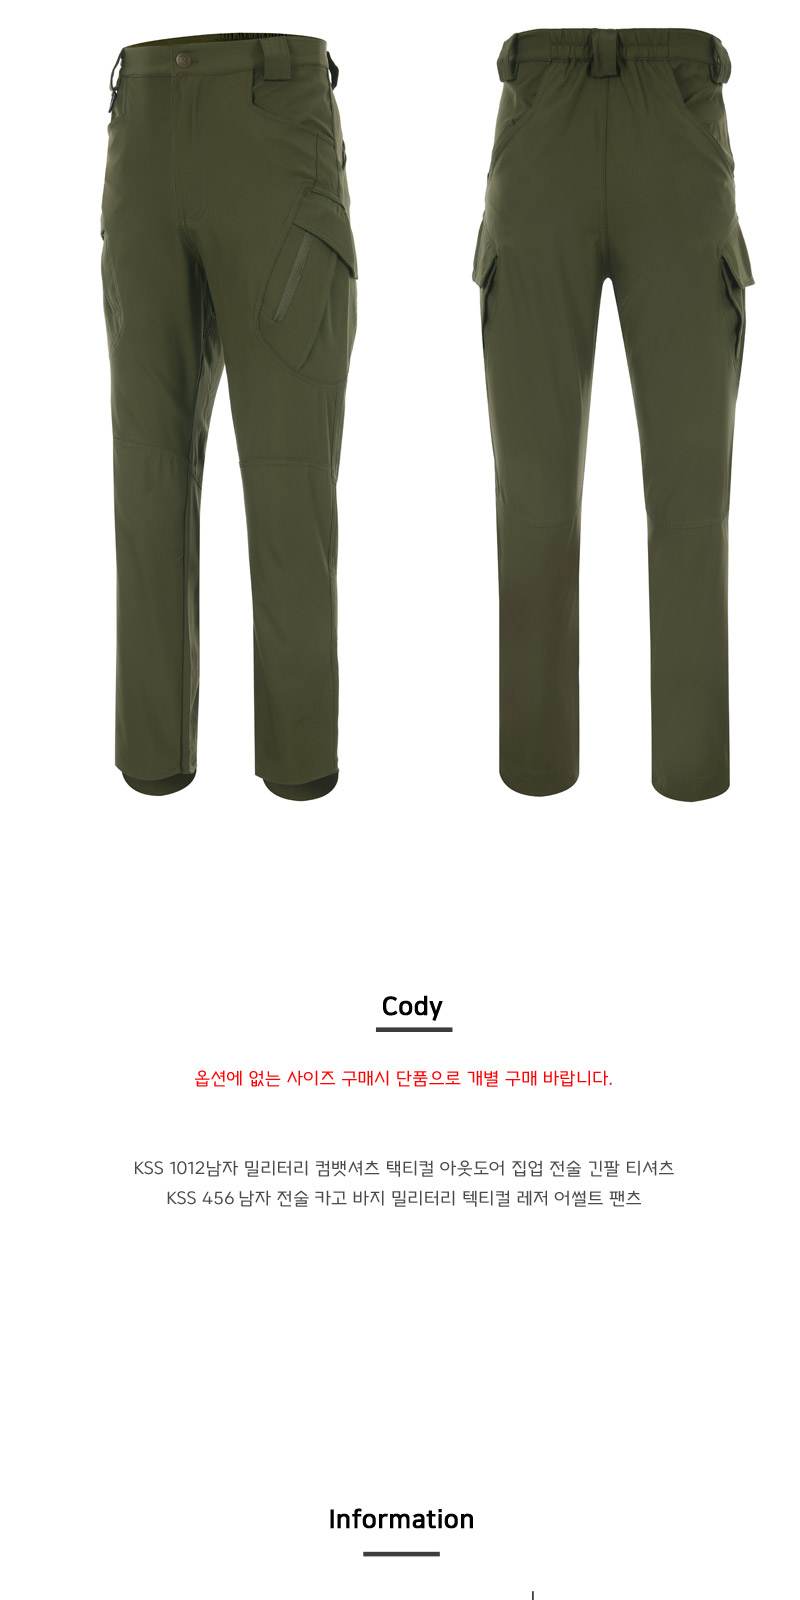 Cody
옵션에 없는 사이즈 구매시 단품으로 개별 구매 바랍니다.
KSS 1012남자 밀리터리 컴뱃셔츠 택티컬 아웃도어 집업 전술 긴팔 티셔츠
KSS 456 남자 전술 카고 바지 밀리터리 텍티컬 레저 어썰트 팬츠
Information